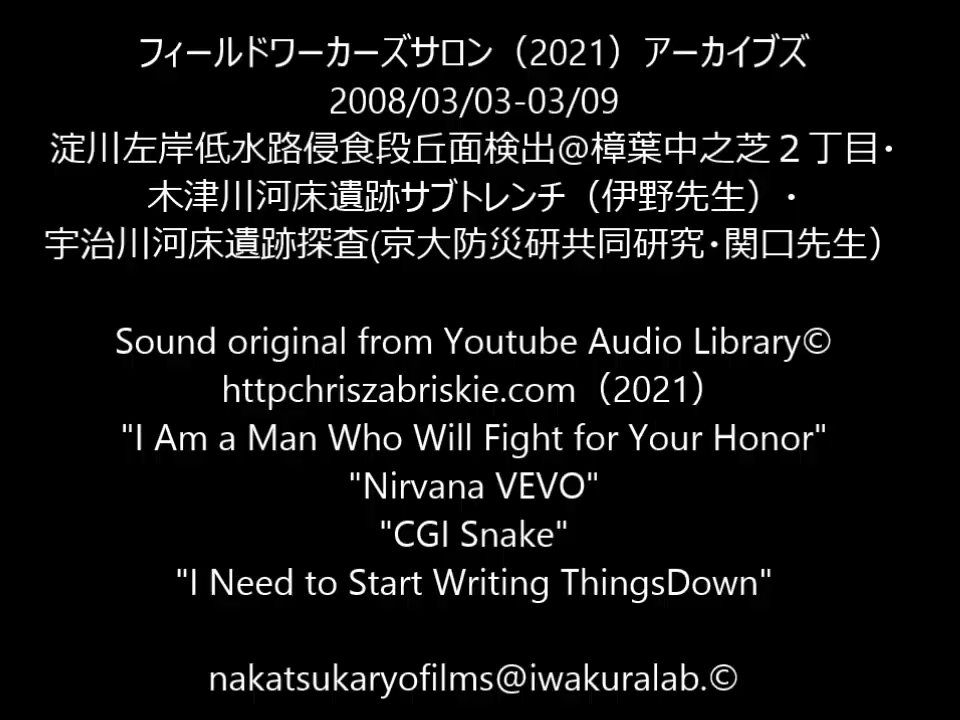 フィールドワーカーズサロン（2021）アーカイブズ
2008/03/03-03/09
淀川左岸低水路侵食段丘面検出@樟葉中之芝２丁目･
木津川河床遺跡サブトレンチ（伊野先生）･
宇治川河床遺跡探査(京大防災研共同研究･関口先生）
Sound original from Youtube Audio Library©
httpchriszabriskie.com（2021）
"I Am a Man Who Will Fight for Your Honor"
"Nirvana VEVO"
"CGI Snake"
"I Need to Start Writing ThingsDown"
nakatsukaryofilms@iwakuralab.©